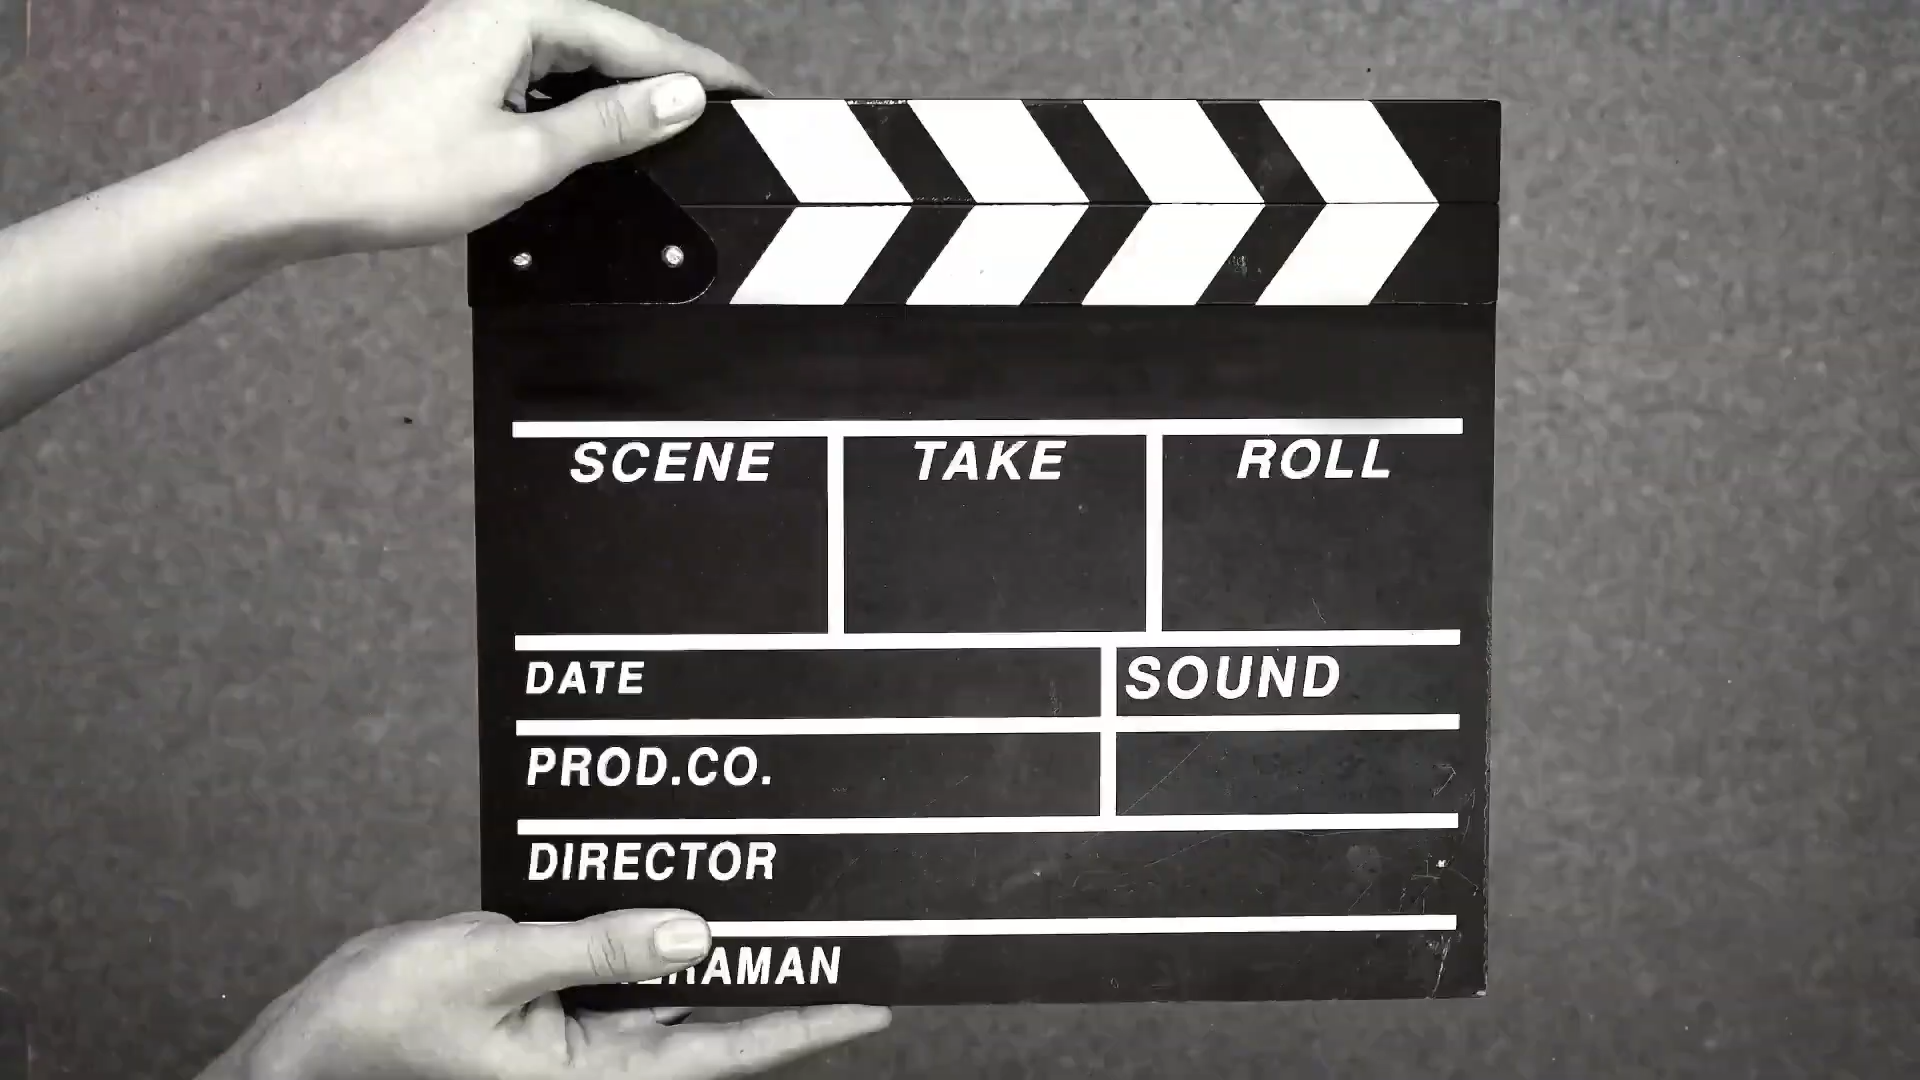 SCENE TAKE ROLL
DATE SOUND
PROD.CO.
DIRECTOR